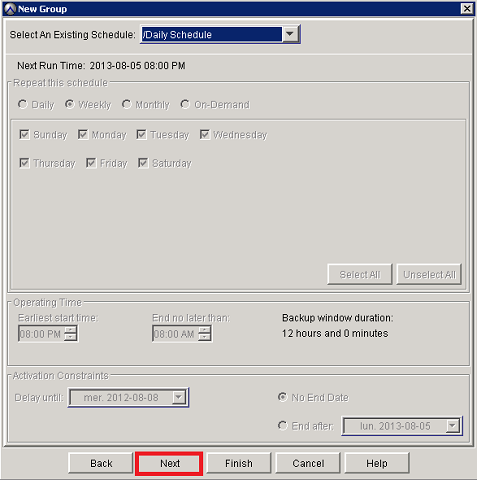 New Group
Select An Existing Schedule: /Daily Schedule
Next Run Time: 2013-08-05 08:00 PM
Repeat this schedule
Daily Weekly Monthly On-Demand
Sunday Monday Tuesday Wednesday
Thursday Friday Saturday
Select All Unselect All
Operating Time
Earliest start time: End no later than: Backup window duration:
08:00 PM 08:00 AM 12 hours and 0 minutes
Activation Constraints
Delay until: mer. 2012-08-08 No End Date
End after: lun. 2013-08-05
Back Next Finish Cancel Help